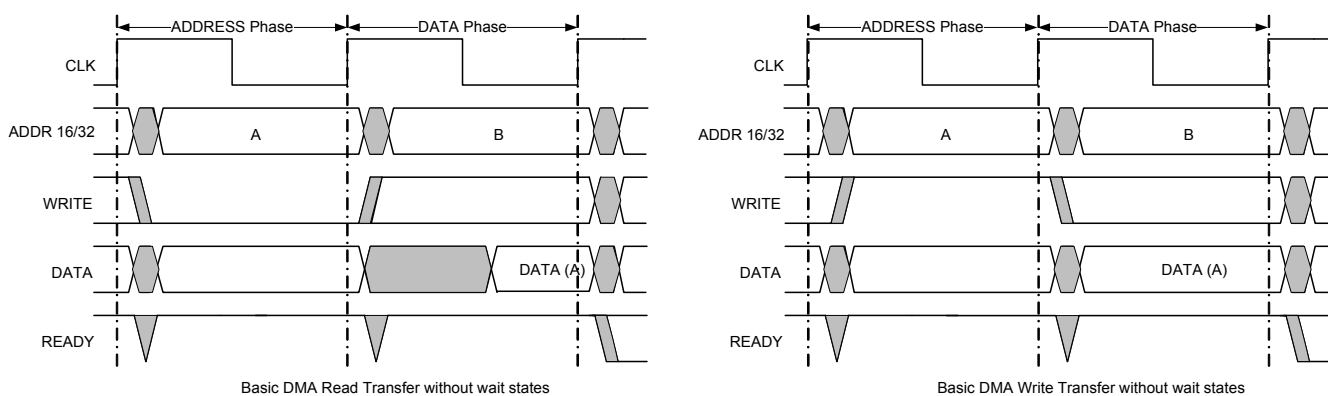 ADDRESS Phase DATA Phase
CLK
ADDR 16/32 A B
WRITE
DATA DATA (A)
READY
Basic DMA Read Transfer without wait states
ADDRESS Phase DATA Phase
CLK
ADDR 16/32 A B
WRITE
DATA DATA (A)
READY
Basic DMA Write Transfer without wait states